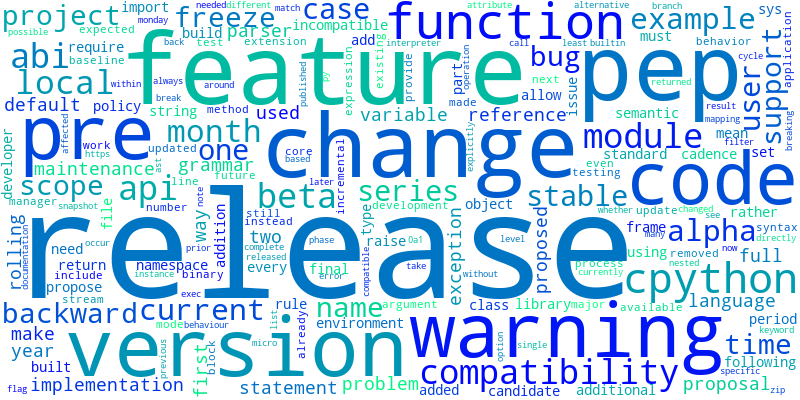 project
import
freeze
case
function
example
sys
different
match
attribute
needed
monday
back
parser
incompatible
alternative
branch
possible
flag
expected
build
add
interpreter
call
least
builtin
must
behavior
abi
require
test
extension
feature
pep
bug
user
support
application
local
baseline
published
py
expression
existing
provide
part
operation
made
next
cycle
issue
allow
within
always
around
returned
default
policy
string
break
method
used
variable
reference
semantic
result
mapping
breaking
pre
month
change
module
mean
filter
set
affected
work
updated
one
core
based
explicitly
standard
cadence
developer
https
ast
grammar
later
incremental
even
testing
code
maintenance
scope
api
beta
series
stable
manager
line
future
snapshot
number
still
instead
two
type
development
object
whether
update
changed
see
syntax
many
now
directly
rolling
documentation
file
way
addition
release
raise
0a1
exception
proposed
frame
alpha
need
occur
note
complete
released
phase
level
using
removed
full
return
prior
namespace
every
final
error
compatible
take
without
process
currently
nested
cpython
include
instance
binary
propose
stream
exec
name
argument
class
library
major
available
language
backward
current
mode
behaviour
list
rule
environment
keyword
period
make
already
version
warning
time
year
block
micro
option
single
following
built
previous
first
compatibility
specific
implementation
statement
problem
added
candidate
additional
proposal
zip
rather